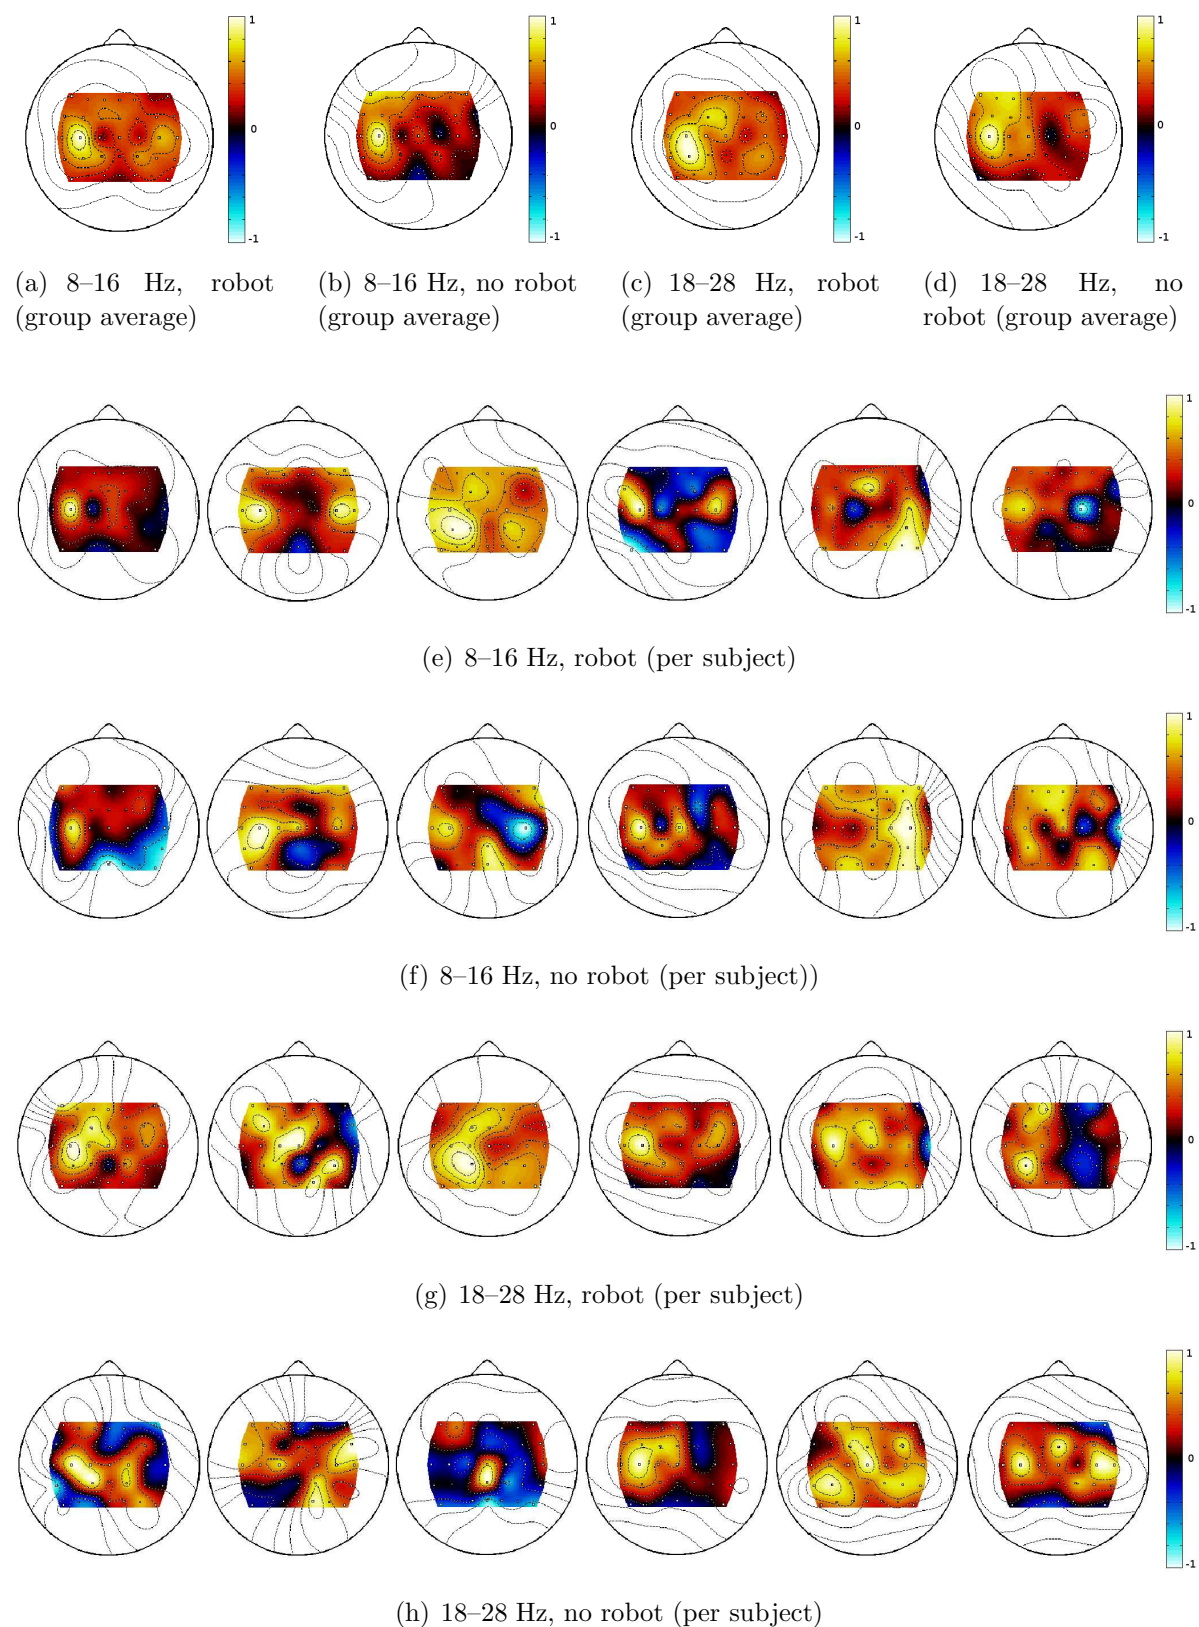 1
0
-1
1
0
-1
1
0
-1
1
0
-1
(a) 8–16 Hz, robot
(group average)
(b) 8–16 Hz, no robot
(group average)
(c) 18–28 Hz, robot
(group average)
(d) 18–28 Hz, no
robot (group average)
1
0
-1
(e) 8–16 Hz, robot (per subject)
1
0
-1
(f) 8–16 Hz, no robot (per subject))
1
0
-1
(g) 18–28 Hz, robot (per subject)
1
0
-1
(h) 18–28 Hz, no robot (per subject)